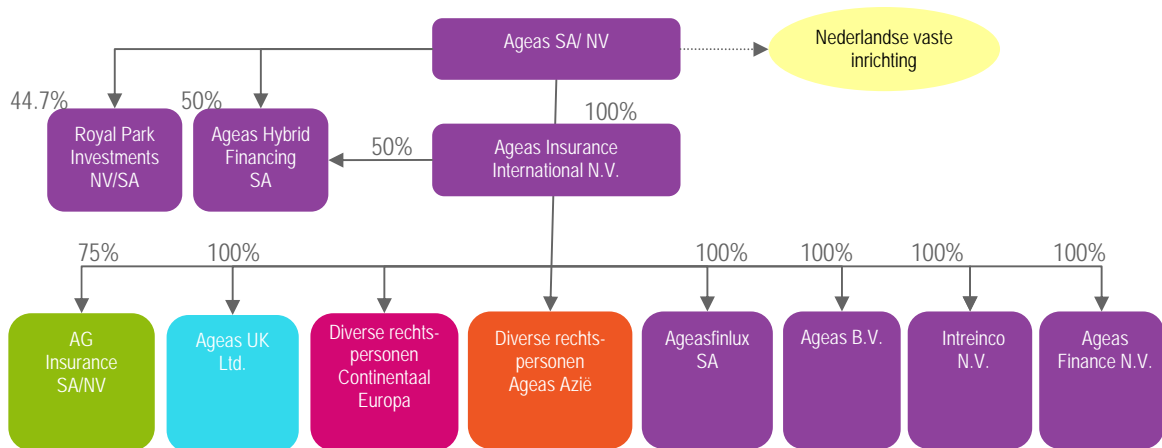 Ageas SA/ NV
Nederlandse vaste
inrichting
44.7%
50%
100%
Royal Park
Investments
NV/SA
Ageas Hybrid
Financing
SA
50%
Ageas Insurance
International N.V.
75%
100%
100%
100%
100%
100%
AG
Insurance
SA/NV
Ageas UK
Ltd.
Diverse rechts-
personen
Continentaal
Europa
Diverse rechts-
personen
Ageas Azië
Ageasfinlux
SA
Ageas B.V.
Intreinco
N.V.
Ageas
Finance N.V.